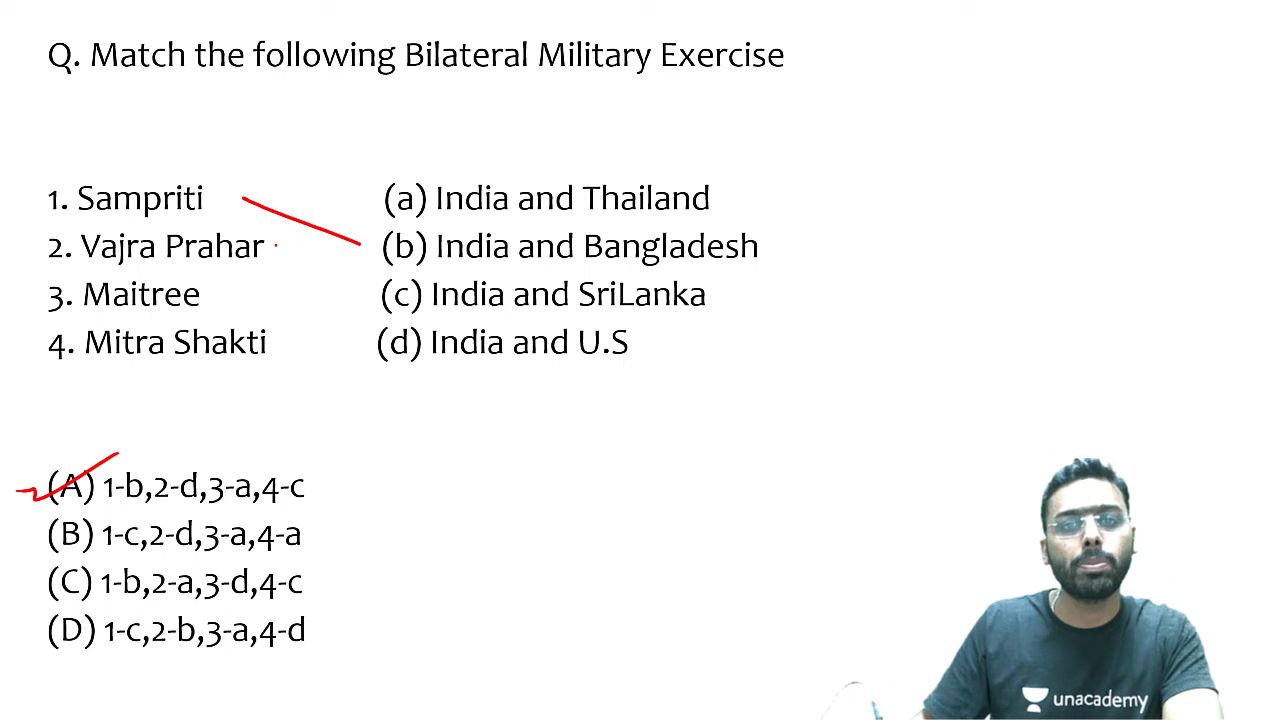 Q. Match the following Bilateral Military Exercise
1. Sampriti (a) India and Thailand
2. Vajra Prahar (b) India and Bangladesh
3. Maitree (c) India and SriLanka
4. Mitra Shakti (d) India and U.S
(A) 1-b,2-d,3-a,4-c
(B) 1-c,2-d,3-a,4-a
(C) 1-b,2-a,3-d,4-c
(D) 1-c,2-b,3-a,4-d
unacademy